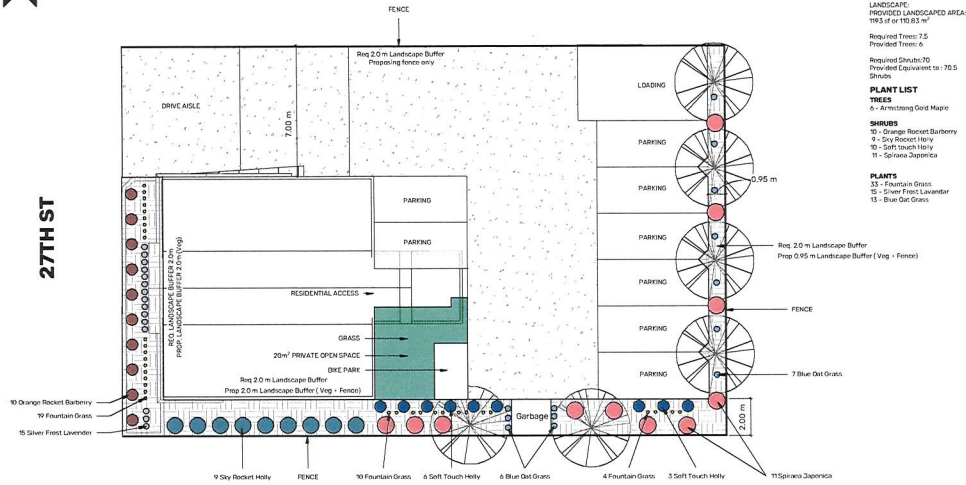 FENCE
LANDSCAPE:
PROVIDED LANDSCAPED AREA:
1193 sf or 110.83 m²
Required Trees: 7.5
Provided Trees: 6
Required Shrubs:70
Provided Equivalent to : 70.5
Shrubs
PLANT LIST
TREES
6 - Armstrong Gold Maple
SHRUBS
10 - Orange Rocket Barberry
9 - Sky Rocket Holly
10 - Soft touch Holly
11 - Spiraea Japonica
PLANTS
33 - Fountain Grass
15 - Silver Frost Lavandar
13 - Blue Oat Grass
Req 2.0 m Landscape Buffer
Proposing fence only
LOADING
DRIVE AISLE
7.00 m
PARKING
PARKING
0.95 m
PARKING
PARKING
PARKING
PARKING
PARKING
PARKING
27TH ST
REQ. LANDSCAPE BUFFER 2.0m
PROP. LANDSCAPE BUFFER 2.0m (Veg)
Req. 2.0 m Landscape Buffer
Prop 0.95 m Landscape Buffer ( Veg + Fence)
RESIDENTIAL ACCESS
FENCE
GRASS
20m² PRIVATE OPEN SPACE
BIKE PARK
7 Blue Oat Grass
Req 2.0 m Landscape Buffer
Prop 2.0 m Landscape Buffer ( Veg + Fence)
10 Orange Rocket Barberry
19 Fountain Grass
15 Silver Frost Lavender
Garbage
2.00 m
9 Sky Rocket Holly
FENCE
10 Fountain Grass
6 Soft Touch Holly
6 Blue Oat Grass
4 Fountain Grass
3 Soft Touch Holly
11 Spiraea Japonica